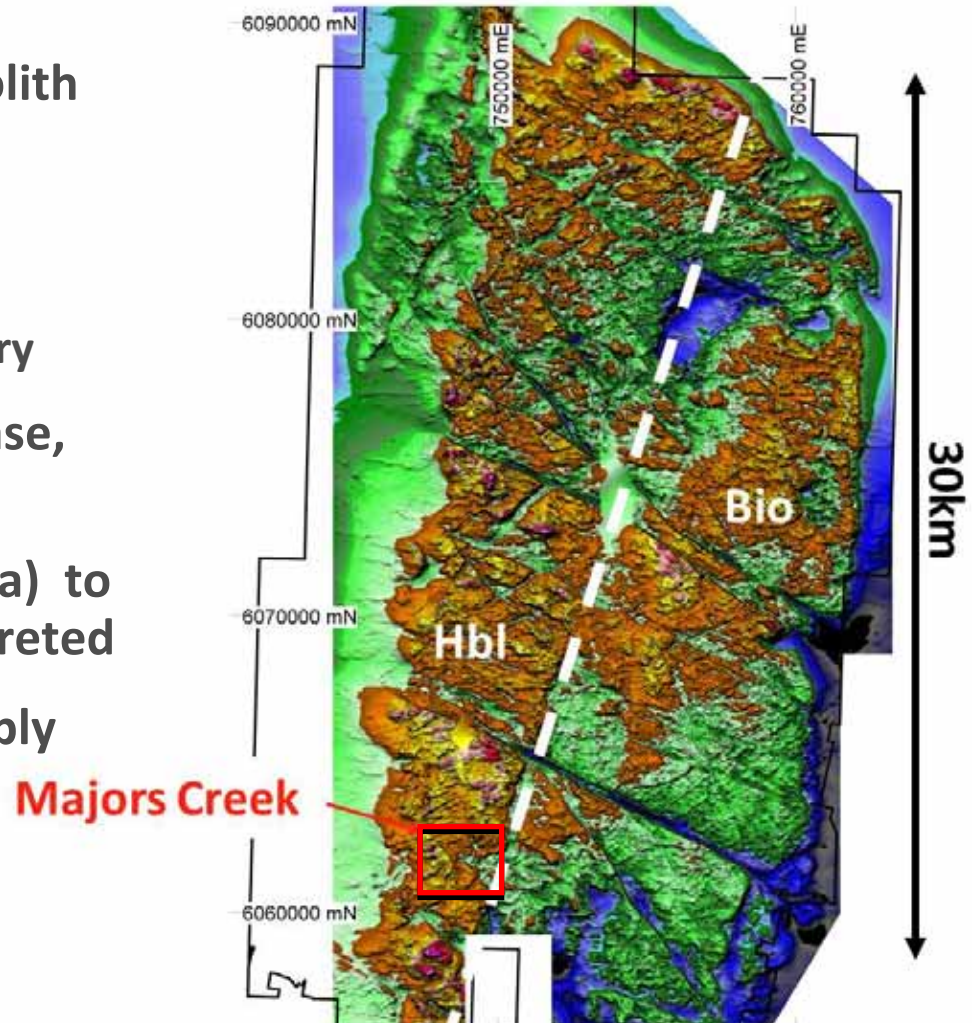 6090000 mN
750000 mE
760000 mE
olith
6080000 mN
ry
ase,
Bio
30km
a) to
6070000 mN
reted
Hbl
bly
Majors Creek
6060000 mN